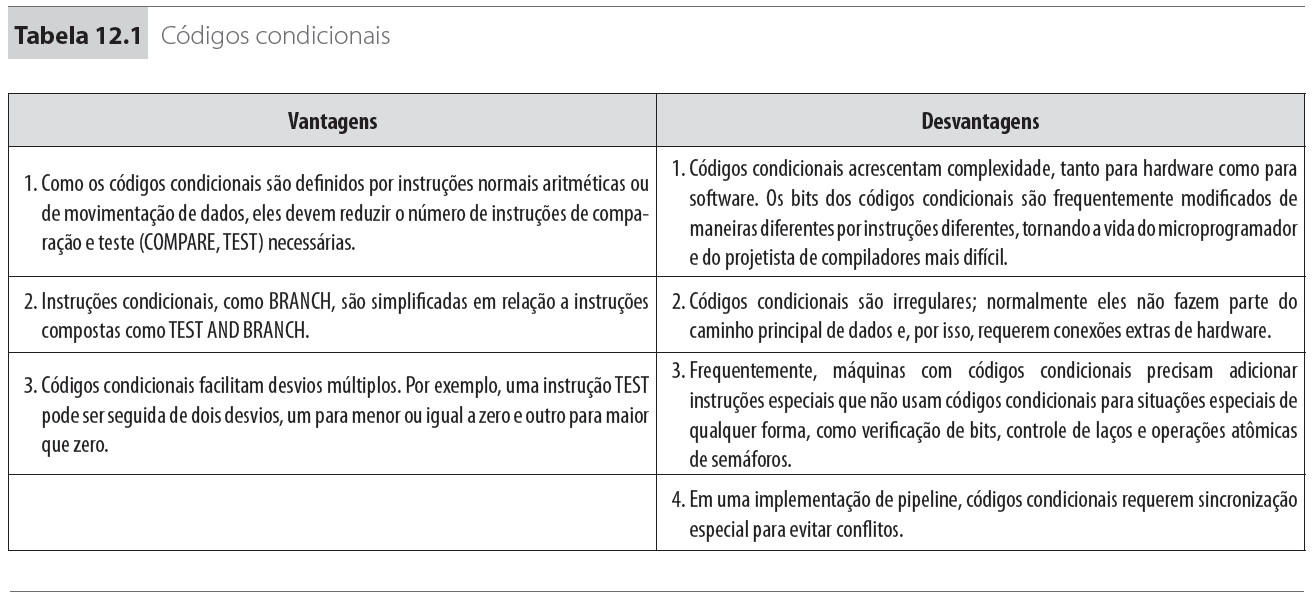 Tabela 12.1 Códigos condicionais
Vantagens
Desvantagens
1. Como os códigos condicionais são definidos por instruções normais aritméticas ou
de movimentação de dados, eles devem reduzir o número de instruções de compa-
ração e teste (COMPARE, TEST) necessárias.
1. Códigos condicionais acrescentam complexidade, tanto para hardware como para
software. Os bits dos códigos condicionais são frequentemente modificados de
maneiras diferentes por instruções diferentes, tornando a vida do microprogramador
e do projetista de compiladores mais difícil.
2. Instruções condicionais, como BRANCH, são simplificadas em relação a instruções
compostas como TEST AND BRANCH.
2. Códigos condicionais são irregulares; normalmente eles não fazem parte do
caminho principal de dados e, por isso, requerem conexões extras de hardware.
3. Códigos condicionais facilitam desvios múltiplos. Por exemplo, uma instrução TEST
pode ser seguida de dois desvios, um para menor ou igual a zero e outro para maior
que zero.
3. Frequentemente, máquinas com códigos condicionais precisam adicionar
instruções especiais que não usam códigos condicionais para situações especiais de
qualquer forma, como verificação de bits, controle de laços e operações atômicas
de semáforos.
4. Em uma implementação de pipeline, códigos condicionais requerem sincronização
especial para evitar conflitos.